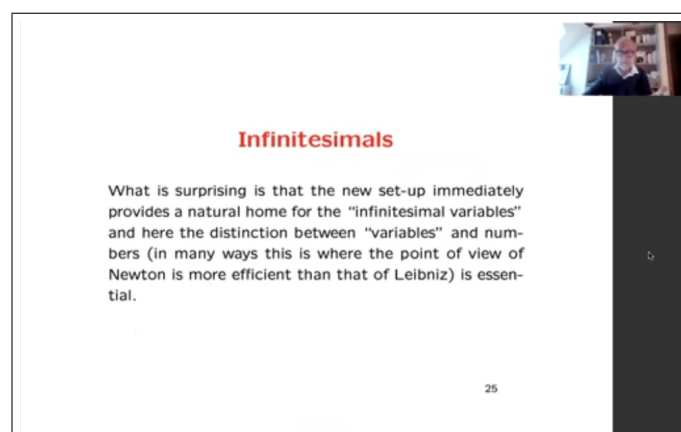 Infinitesimals
What is surprising is that the new set-up immediately
provides a natural home for the “infinitesimal variables”
and here the distinction between “variables” and num-
bers (in many ways this is where the point of view of
Newton is more efficient than that of Leibniz) is essen-
tial.
25